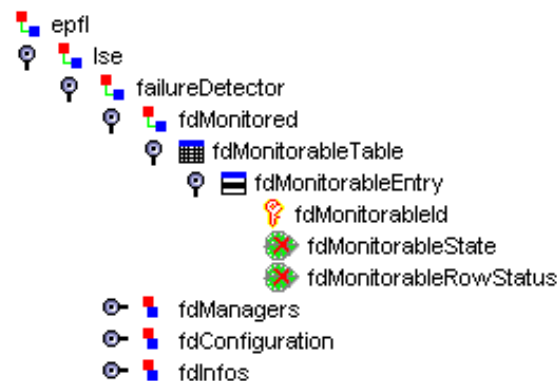 epfl
lse
failureDetector
fdMonitored
fdMonitorableTable
fdMonitorableEntry
fdMonitorableId
fdMonitorableState
fdMonitorableRowStatus
fdManagers
fdConfiguration
fdInfos